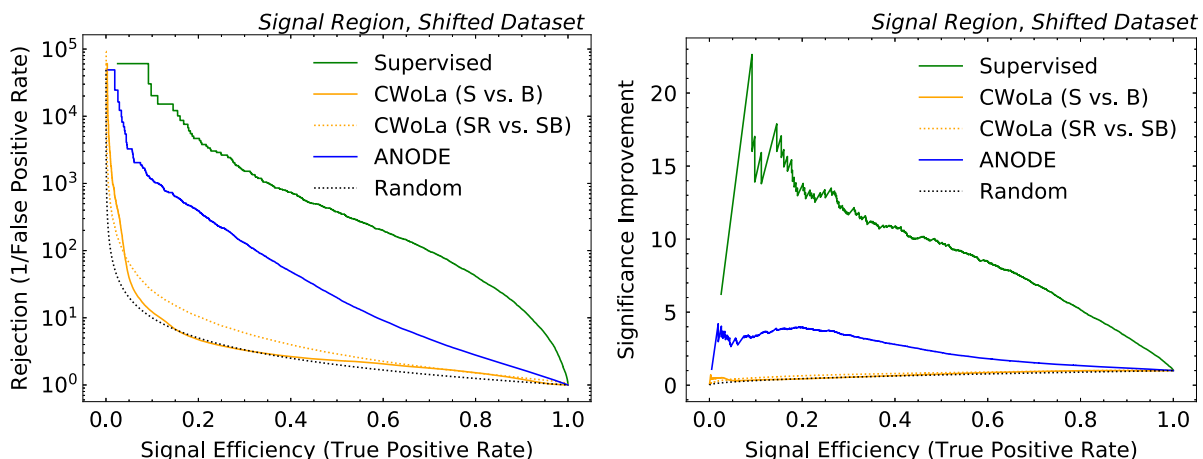 Signal Region, Shifted Dataset
Rejection (1/False Positive Rate)
10^5
10^4
10^3
10^2
10^1
10^0
Supervised
CWoLa (S vs. B)
CWoLa (SR vs. SB)
ANODE
Random
0.0 0.2 0.4 0.6 0.8 1.0
Signal Efficiency (True Positive Rate)
Signal Region, Shifted Dataset
Significance Improvement
20
15
10
5
0
Supervised
CWoLa (S vs. B)
CWoLa (SR vs. SB)
ANODE
Random
0.0 0.2 0.4 0.6 0.8 1.0
Signal Efficiency (True Positive Rate)